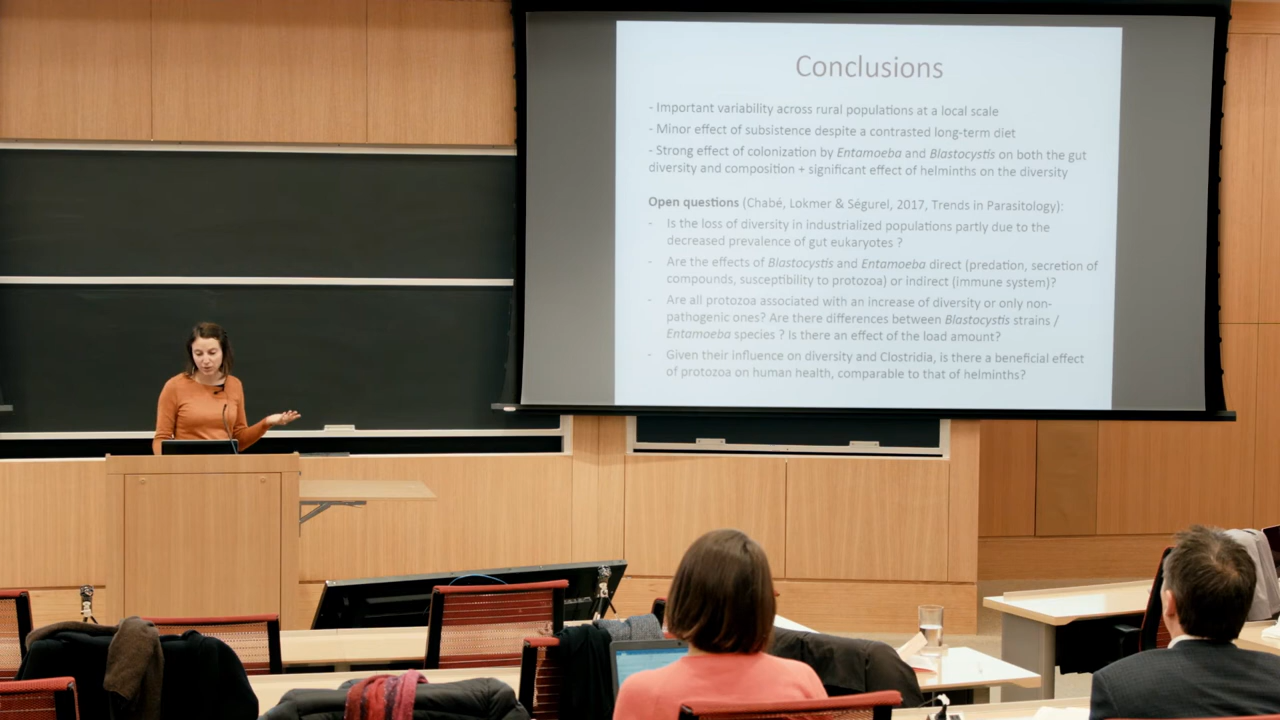 Conclusions
- Important variability across rural populations at a local scale
- Minor effect of subsistence despite a contrasted long-term diet
- Strong effect of colonization by Entamoeba and Blastocystis on both the gut
diversity and composition + significant effect of helminths on the diversity
Open questions (Chabé, Lokmer & Ségurel, 2017, Trends in Parasitology):
- Is the loss of diversity in industrialized populations partly due to the
decreased prevalence of gut eukaryotes ?
- Are the effects of Blastocystis and Entamoeba direct (predation, secretion of
compounds, susceptibility to protozoa) or indirect (immune system)?
- Are all protozoa associated with an increase of diversity or only non-
pathogenic ones? Are there differences between Blastocystis strains /
Entamoeba species ? Is there an effect of the load amount?
- Given their influence on diversity and Clostridia, is there a beneficial effect
of protozoa on human health, comparable to that of helminths?